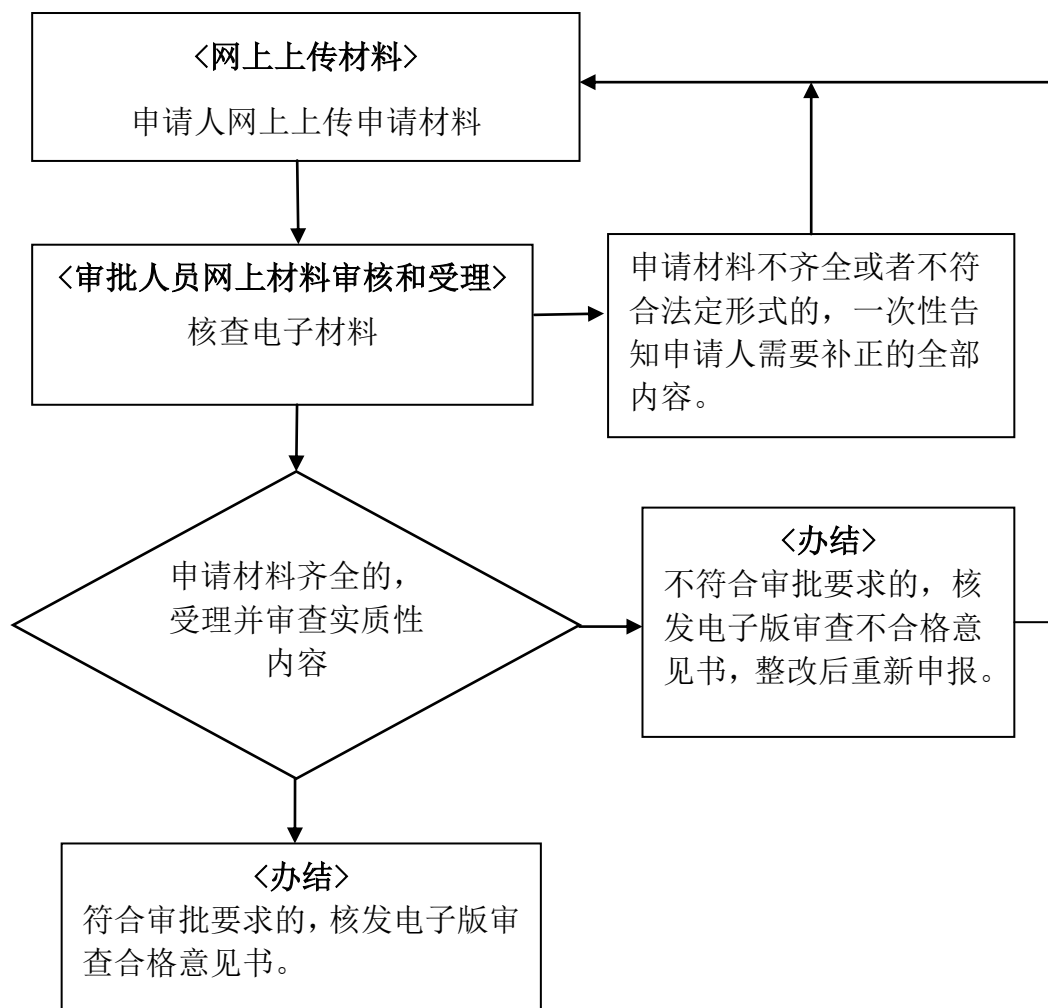 <网上上传材料>
申请人网上上传申请材料
<审批人员网上材料审核和受理>
核查电子材料
申请材料不齐全或者不符
合法定形式的，一次性告
知申请人需要补正的全部
内容。
申请材料齐全的，
受理并审查实质性
内容
<办结>
不符合审批要求的，核
发电子版审查不合格意
见书，整改后重新申报。
<办结>
符合审批要求的，核发电子版审
查合格意见书。